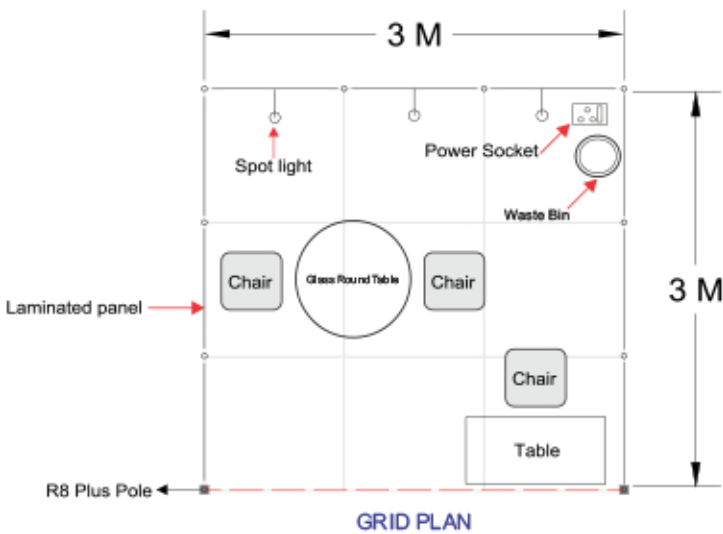 3 M
Spot light
Power Socket
Waste Bin
Chair
Glass Round Table
Chair
3 M
Laminated panel
Chair
Table
R8 Plus Pole
GRID PLAN